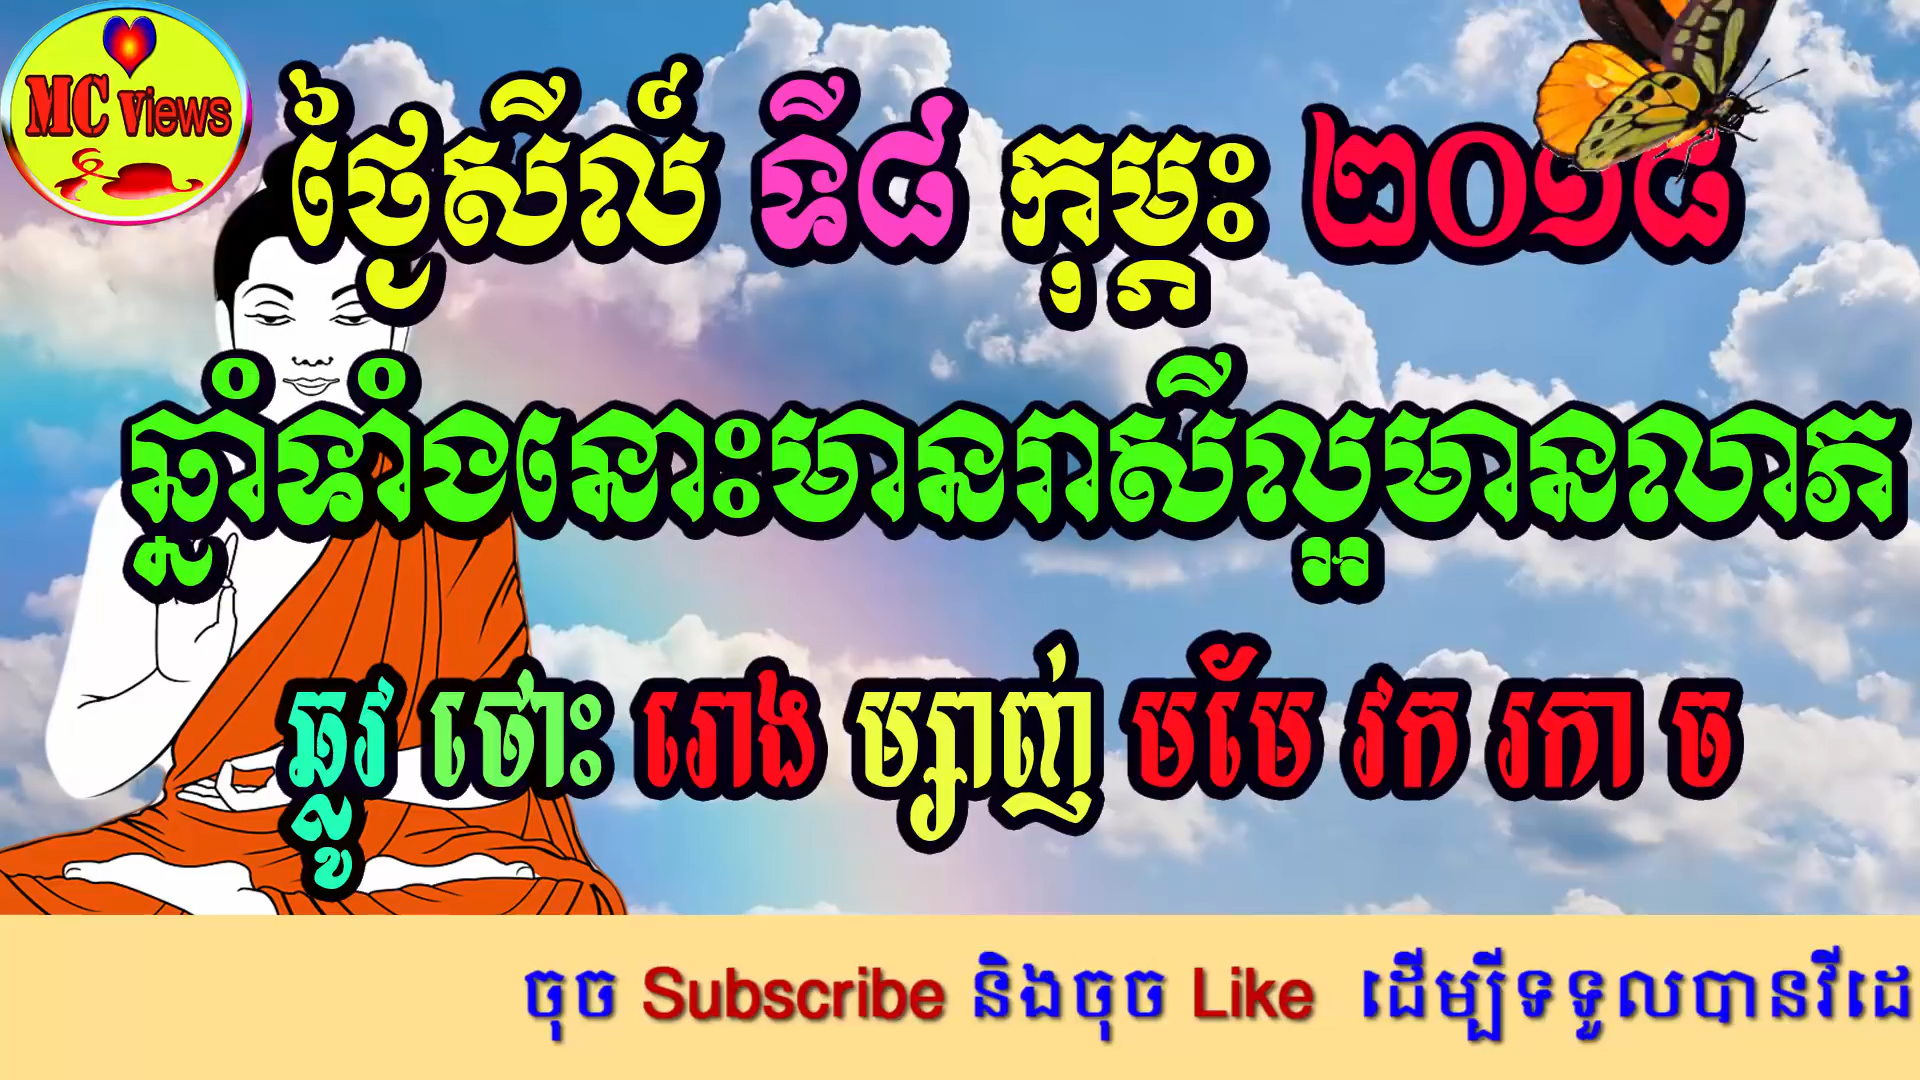 MC Views
ថ្ងៃសីល៍ ទី៨ កុម្ភះ ២០១៨
ឆ្នាំទាំងនោះមានរាសីល្អមានលាភ
ឆ្លូវ ថោះ រោង ម្សាញ់ មមែ វក រកា ច
ចុច Subscribe និងចុច Like ដើម្បីទទួលបានវីដេ